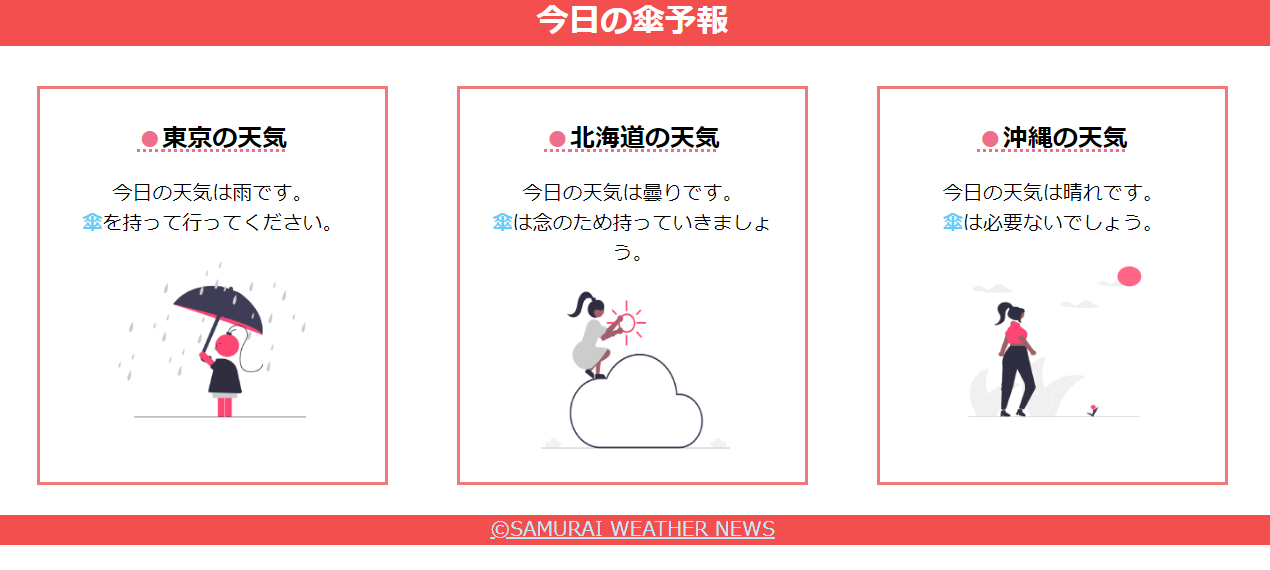 今日の傘予報
●東京の天気
今日の天気は雨です。
傘を持って行ってください。
●北海道の天気
今日の天気は曇りです。
傘は念のため持っていきましょ
う。
●沖縄の天気
今日の天気は晴れです。
傘は必要ないでしょう。
©SAMURAI WEATHER NEWS